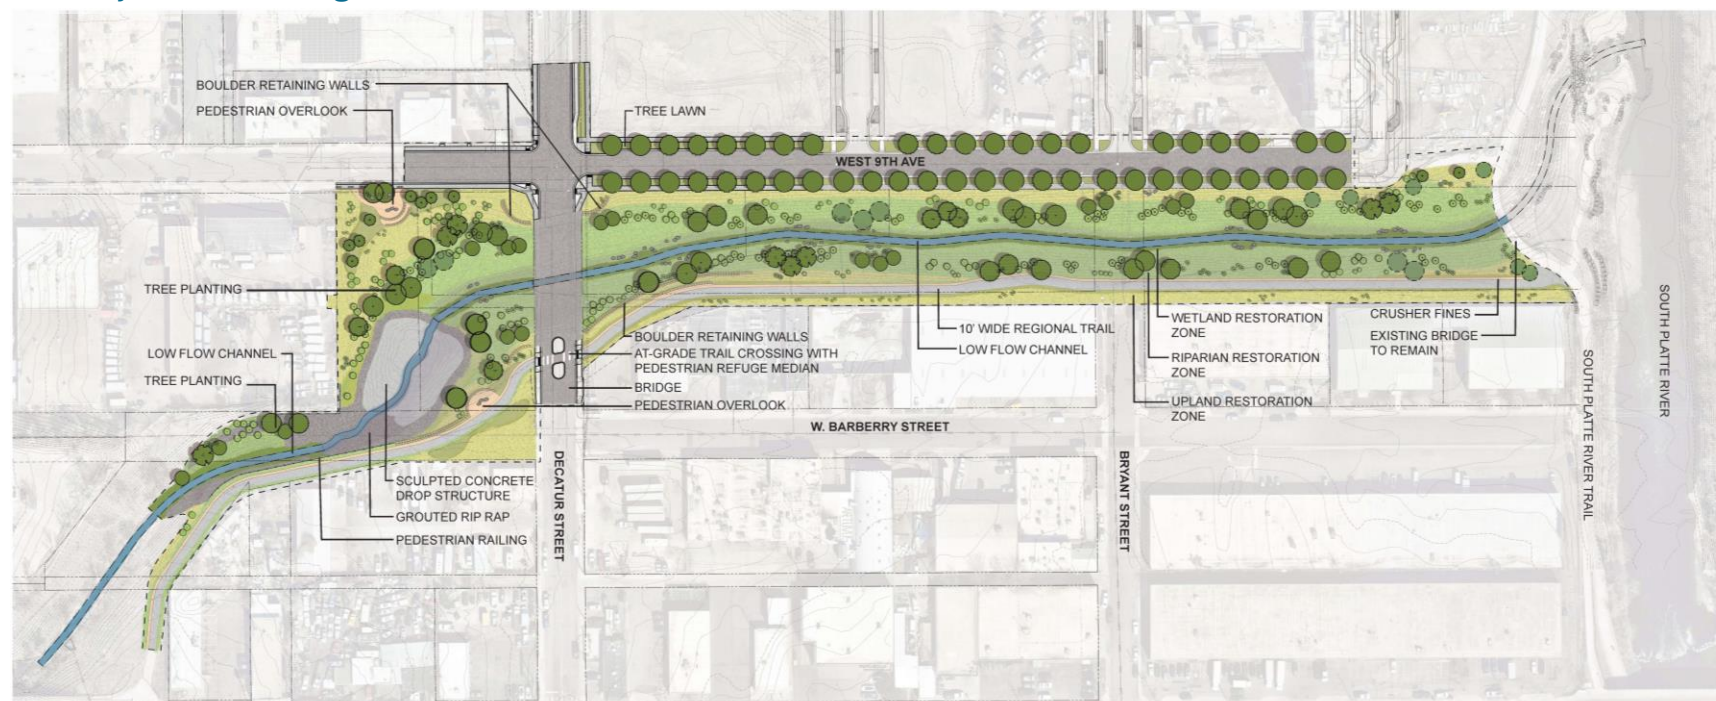 BOULDER RETAINING WALLS
PEDESTRIAN OVERLOOK
TREE LAWN
WEST 9TH AVE
TREE PLANTING
LOW FLOW CHANNEL
TREE PLANTING
BOULDER RETAINING WALLS
AT-GRADE TRAIL CROSSING WITH
PEDESTRIAN REFUGE MEDIAN
BRIDGE
PEDESTRIAN OVERLOOK
10' WIDE REGIONAL TRAIL
LOW FLOW CHANNEL
WETLAND RESTORATION
ZONE
RIPARIAN RESTORATION
ZONE
UPLAND RESTORATION
ZONE
CRUSHER FINES
EXISTING BRIDGE
TO REMAIN
SOUTH PLATTE RIVER
SOUTH PLATTE RIVER TRAIL
W. BARBERRY STREET
DECATUR STREET
BRYANT STREET
SCULPTED CONCRETE
DROP STRUCTURE
GROUTED RIP RAP
PEDESTRIAN RAILING